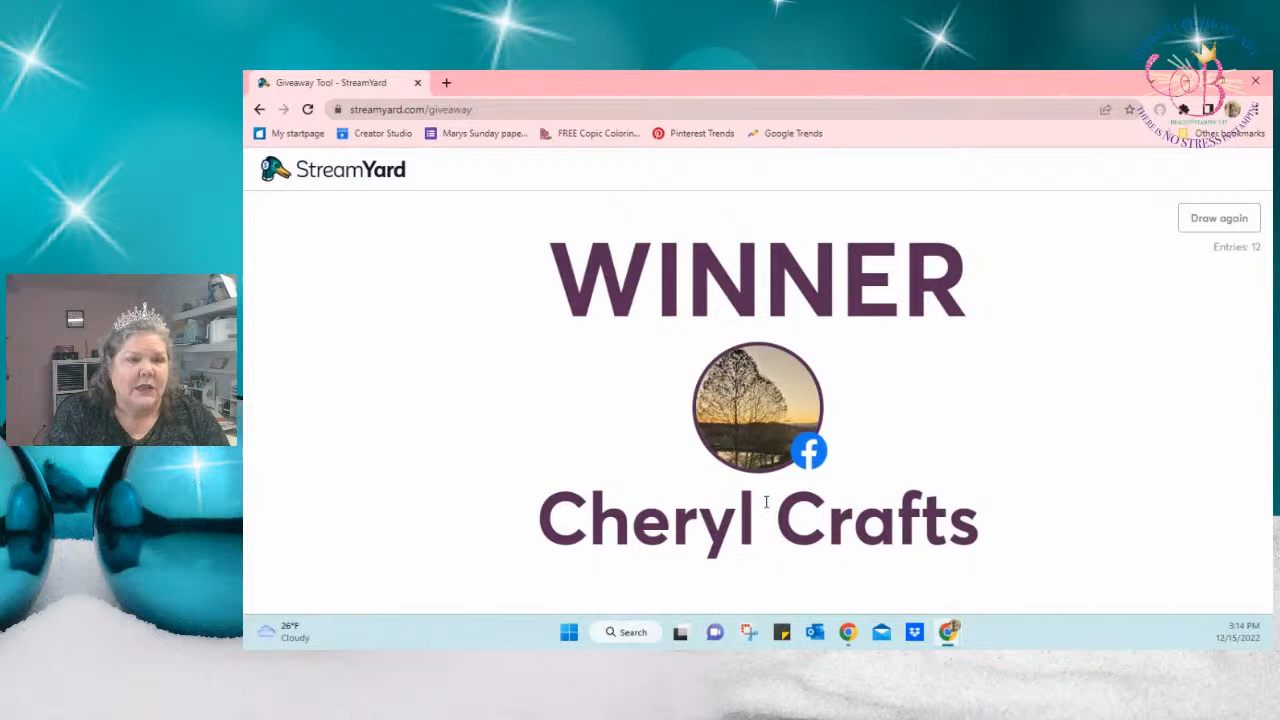 Giveaway Tool - StreamYard
streamyard.com/giveaway
My startpage Creator Studio Marys Sunday pape... FREE Copic Colorin... Pinterest Trends Google Trends Other bookmarks
StreamYard
Draw again
Entries: 12
WINNER
Cheryl Crafts
26°F
Cloudy
Search
3:14 PM
12/15/2022
THERE IS NO STRESS IN STAMPING